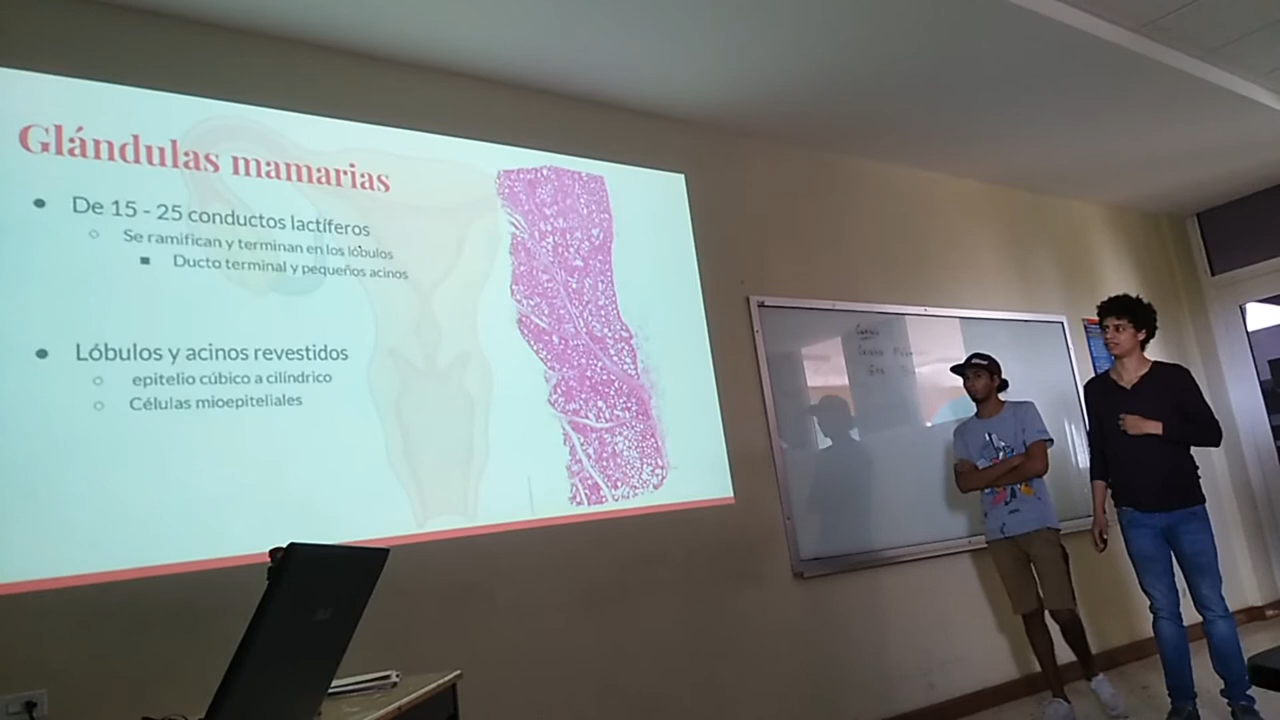 Glándulas mamarias
De 15 - 25 conductos lactíferos
Se ramifican y terminan en los lóbulos
Ducto terminal y pequeños acinos
Lóbulos y acinos revestidos
epitelio cúbico a cilíndrico
Células mioepiteliales